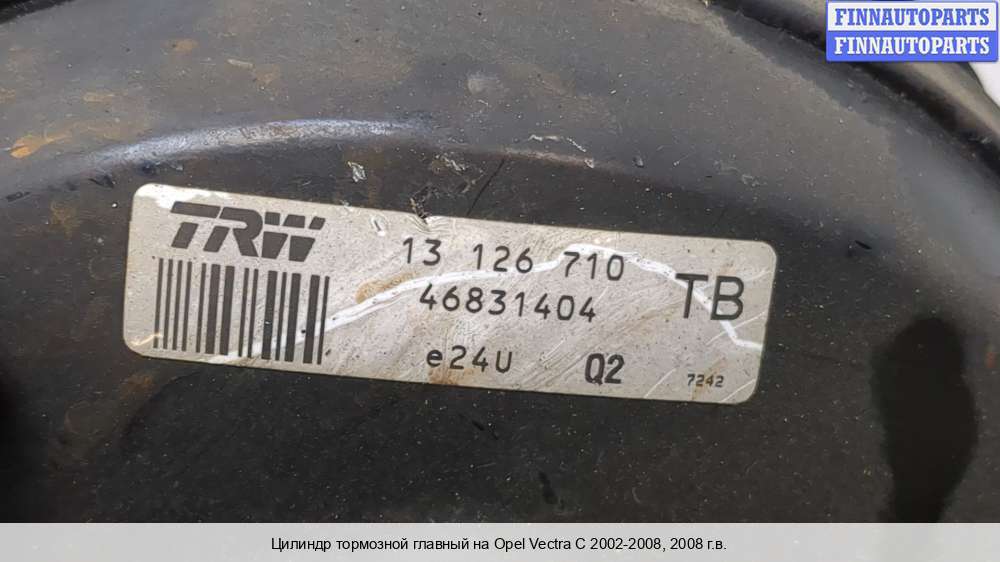 FINNAUTOPARTS
FINNAUTOPARTS
TRW
13 126 710
46831404
TB
e24U Q2 7242
Цилиндр тормозной главный на Opel Vectra C 2002-2008, 2008 г.в.